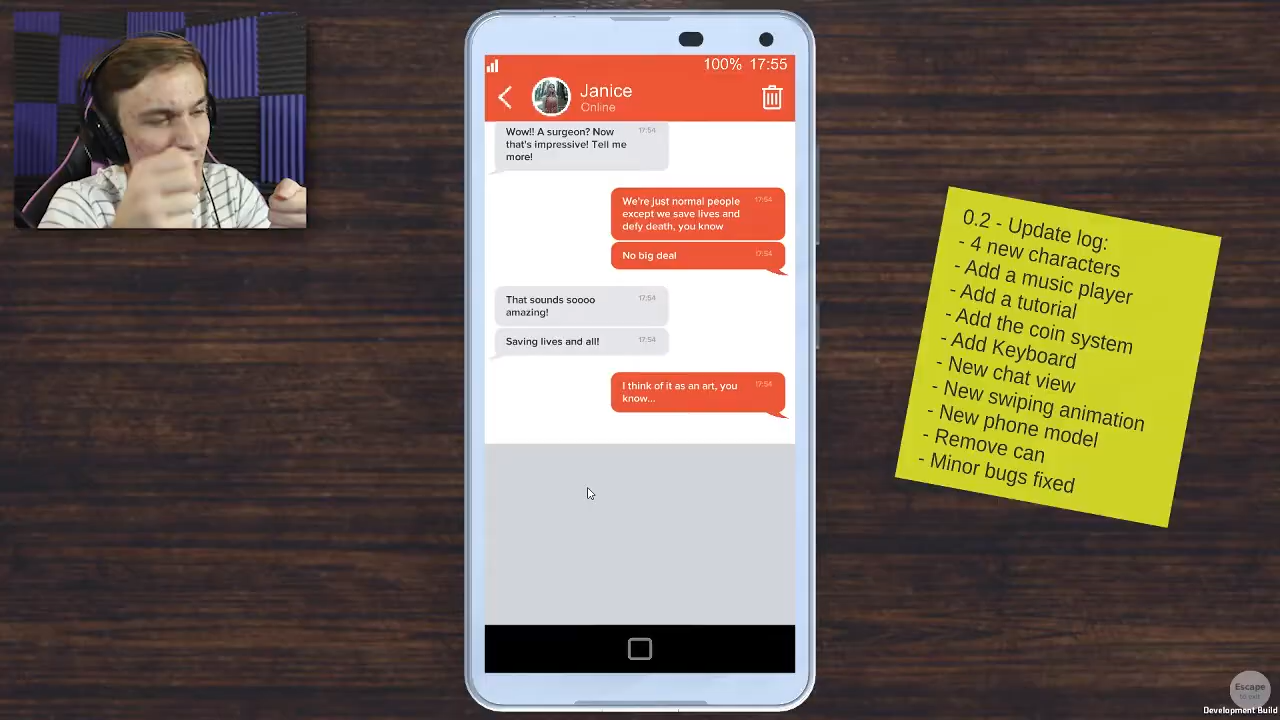 100% 17:55
Janice
Online
Wow!! A surgeon? Now 17:54
that's impressive! Tell me
more!
We're just normal people 17:54
except we save lives and
defy death, you know
No big deal 17:54
That sounds soooo 17:54
amazing!
Saving lives and all! 17:54
I think of it as an art, you 17:54
know...
0.2 - Update log:
- 4 new characters
- Add a music player
- Add a tutorial
- Add the coin system
- Add Keyboard
- New chat view
- New swiping animation
- New phone model
- Remove can
- Minor bugs fixed
Escape
to exit
Development Build